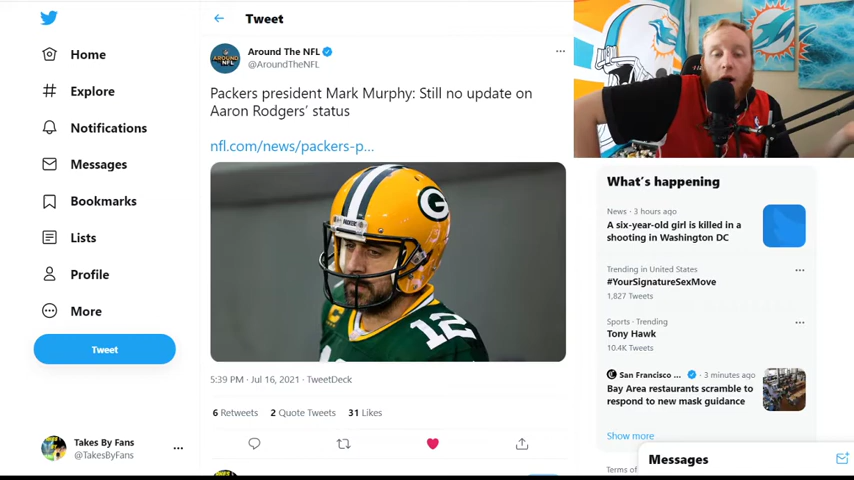 Home
Explore
Notifications
Messages
Bookmarks
Lists
Profile
More
Tweet
Takes By Fans
@TakesByFans
Tweet
Around The NFL
@AroundTheNFL
Packers president Mark Murphy: Still no update on
Aaron Rodgers’ status
nfl.com/news/packers-p...
G
12
C
5:39 PM · Jul 16, 2021 · TweetDeck
6 Retweets 2 Quote Tweets 31 Likes
What’s happening
News · 3 hours ago
A six-year-old girl is killed in a
shooting in Washington DC
Trending in United States
#YourSignatureSexMove
1,827 Tweets
Sports · Trending
Tony Hawk
10.4K Tweets
San Francisco ... · 3 minutes ago
Bay Area restaurants scramble to
respond to new mask guidance
Show more
Terms of
Messages